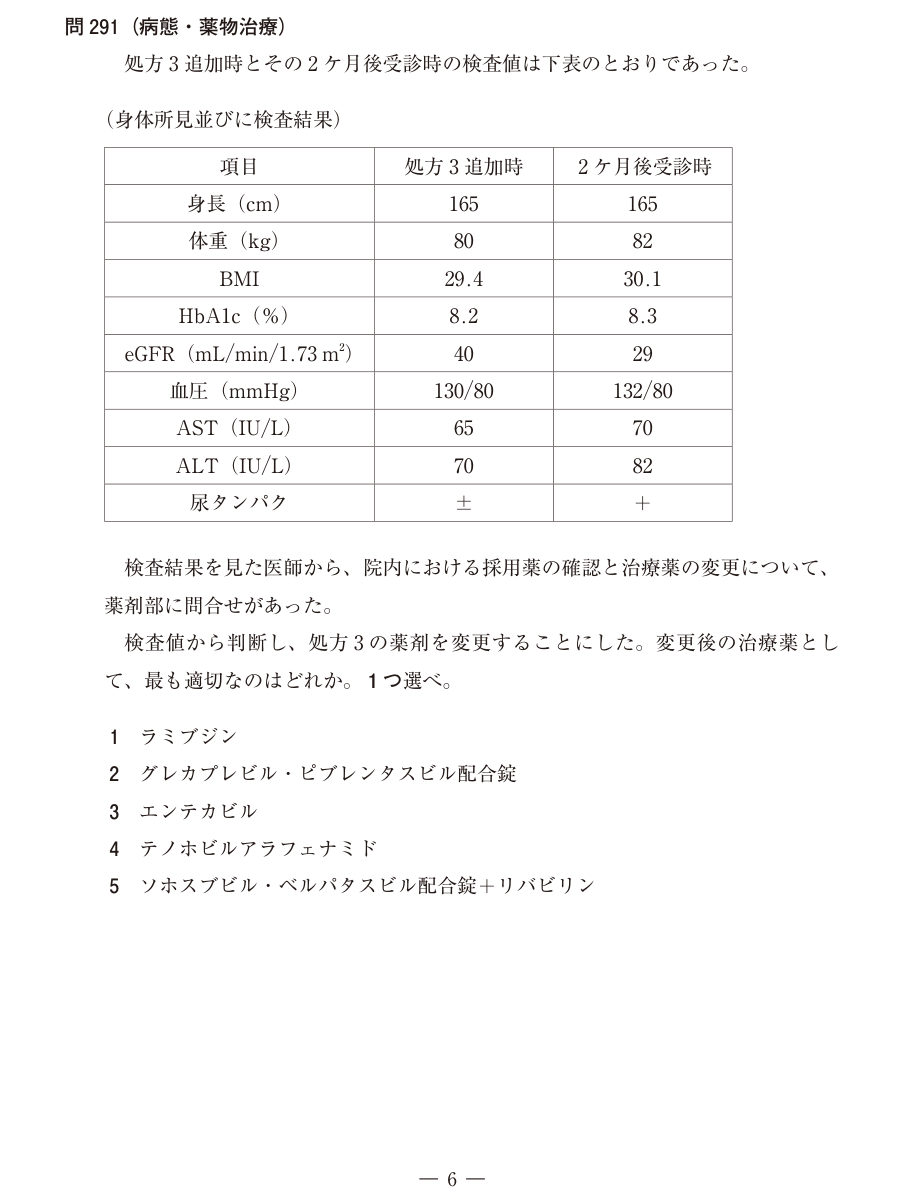 問 291（病態・薬物治療）
処方３追加時とその２ケ月後受診時の検査値は下表のとおりであった。
（身体所見並びに検査結果）
項目 処方３追加時 ２ケ月後受診時
身長（cm） 165 165
体重（kg） 80 82
BMI 29.4 30.1
HbA1c（％） 8.2 8.3
eGFR（mL/min/1.73 m²） 40 29
血圧（mmHg） 130/80 132/80
AST（IU/L） 65 70
ALT（IU/L） 70 82
尿タンパク ± ＋
検査結果を見た医師から、院内における採用薬の確認と治療薬の変更について、
薬剤部に問合せがあった。
検査値から判断し、処方３の薬剤を変更することにした。変更後の治療薬とし
て、最も適切なのはどれか。１つ選べ。
1 ラミブジン
2 グレカプレビル・ピブレンタスビル配合錠
3 エンテカビル
4 テノホビルアラフェナミド
5 ソホスブビル・ベルパタスビル配合錠＋リバビリン
— 6 —